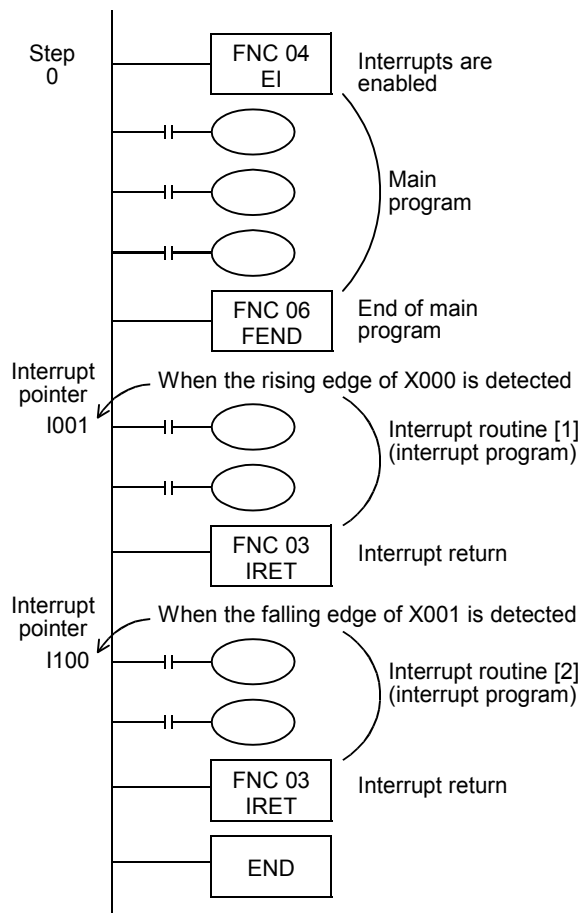 Step
0
FNC 04
EI
Interrupts are
enabled
Main
program
FNC 06
FEND
End of main
program
Interrupt
pointer
I001
When the rising edge of X000 is detected
Interrupt routine [1]
(interrupt program)
FNC 03
IRET
Interrupt return
Interrupt
pointer
I100
When the falling edge of X001 is detected
Interrupt routine [2]
(interrupt program)
FNC 03
IRET
Interrupt return
END